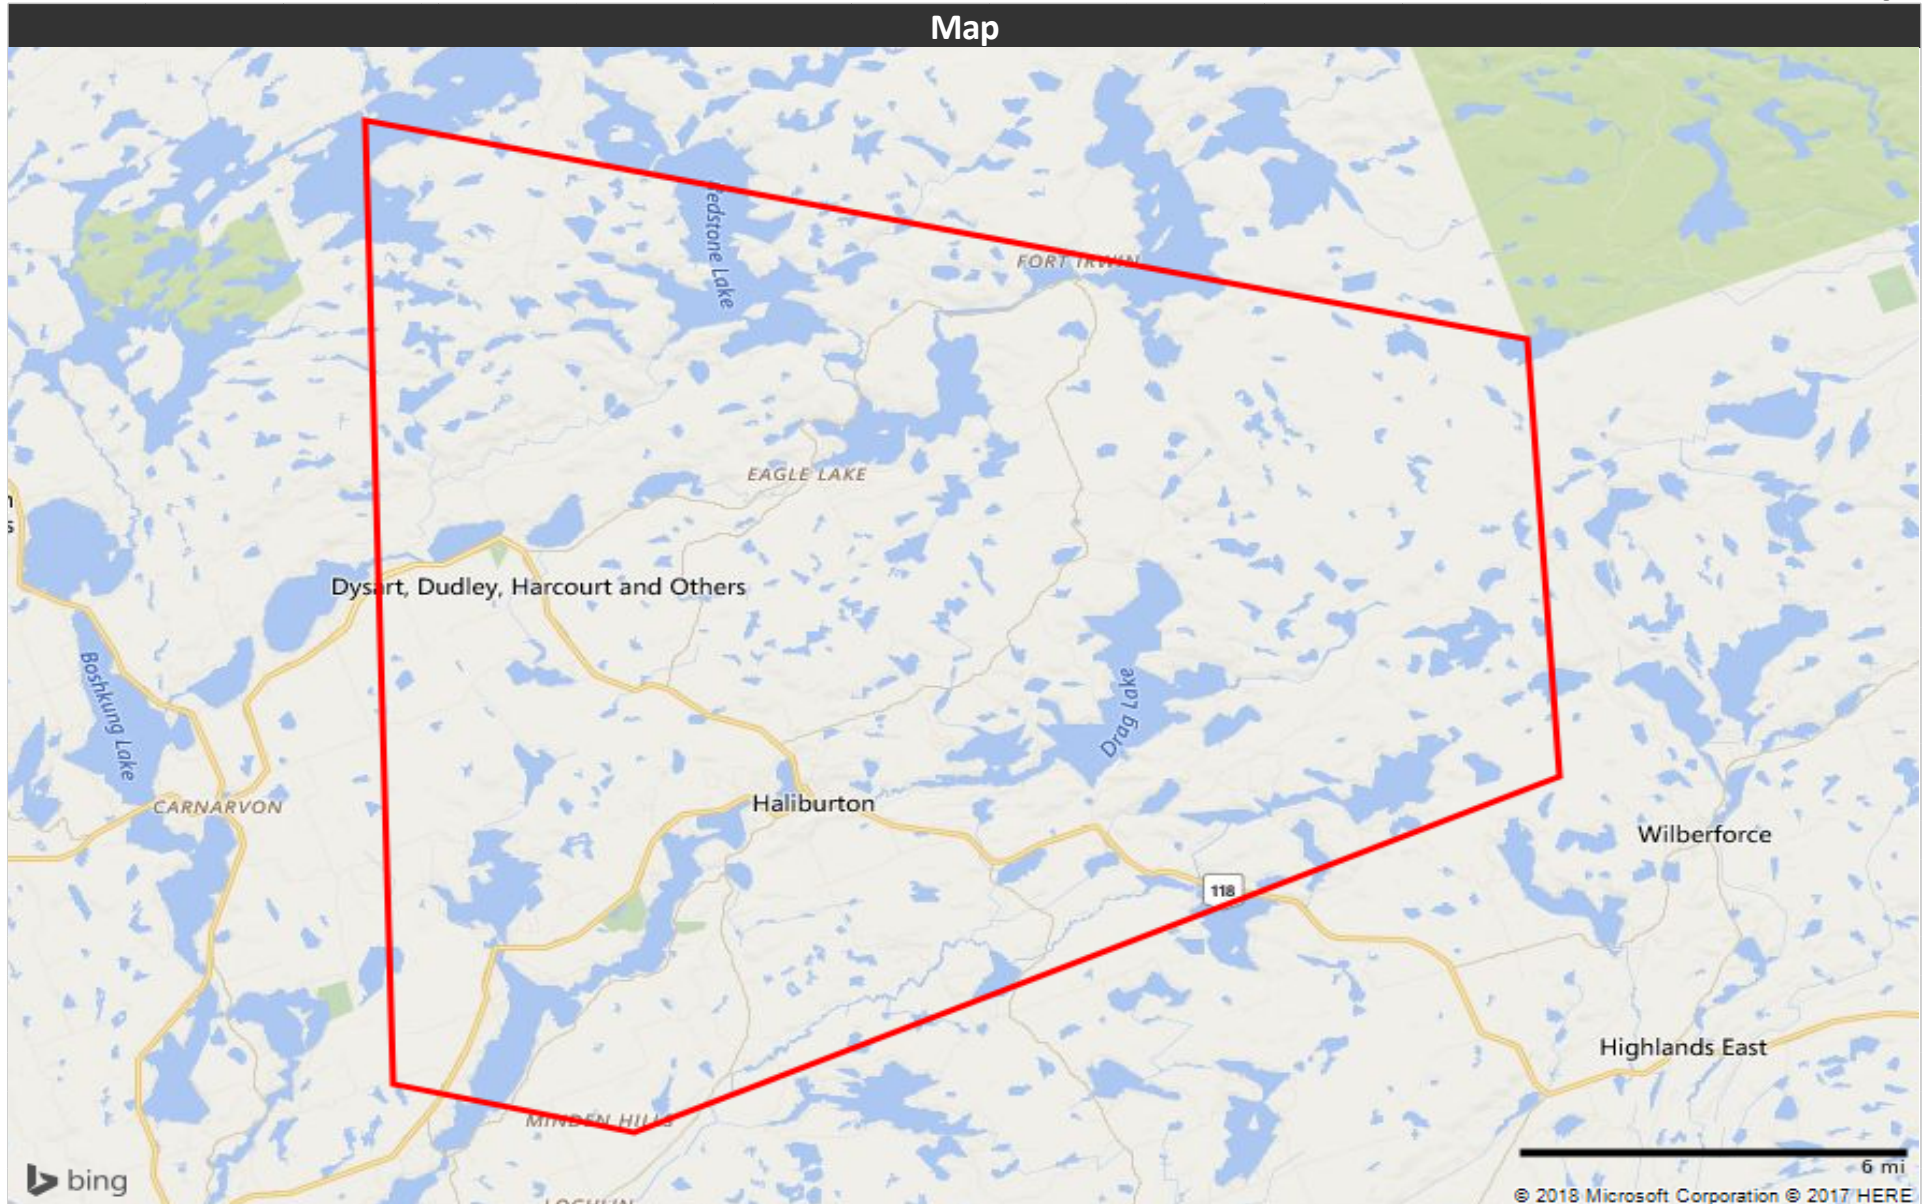 Map
Redstone Lake
FORT IRWIN
EAGLE LAKE
Dysart, Dudley, Harcourt and Others
Boshkung Lake
Drag Lake
CARNARVON
Haliburton
Wilberforce
118
Highlands East
MINDEN HILLS
6 mi
bing
© 2018 Microsoft Corporation © 2017 HERE